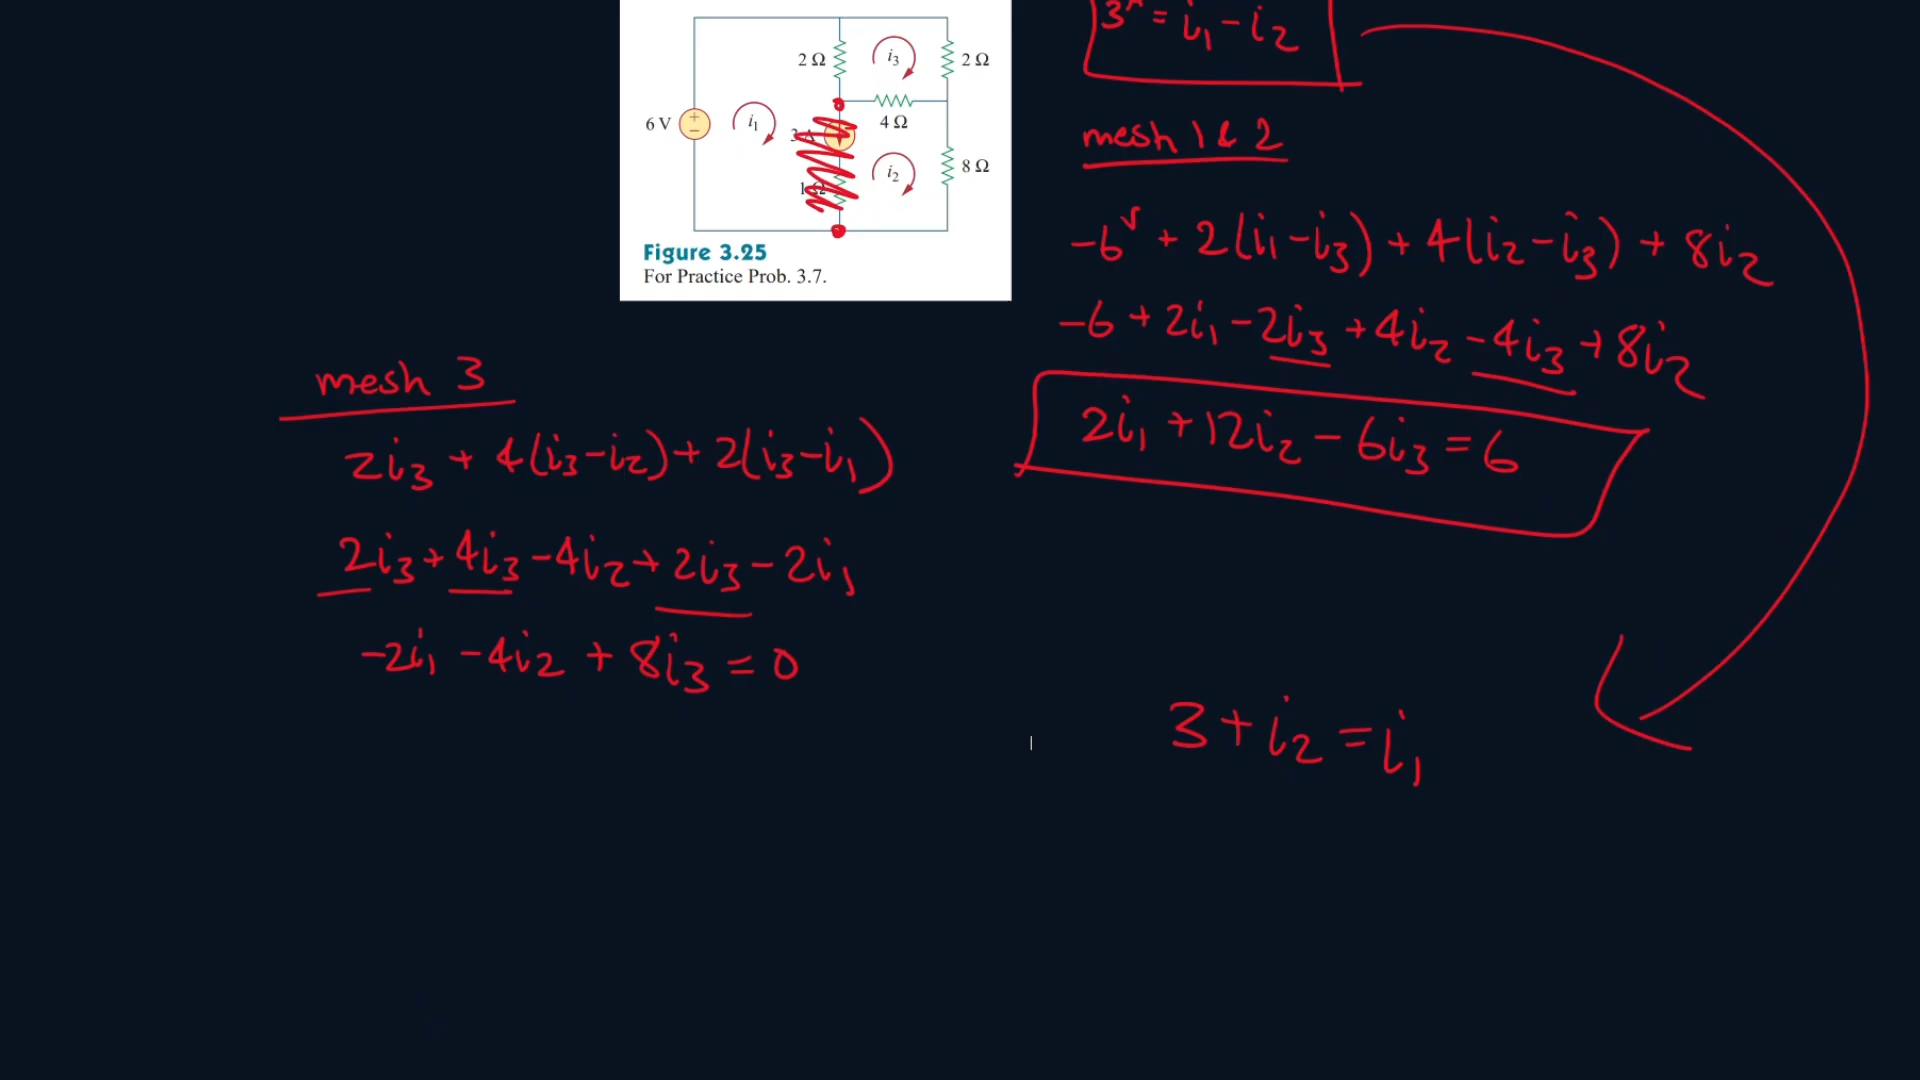 3ᴬ = i₁ - i₂
2 Ω
i₃
2 Ω
6 V
+
−
i₁
4 Ω
i₂
8 Ω
Figure 3.25
For Practice Prob. 3.7.
mesh 1 & 2
-6ᵛ + 2(i₁-i₃) + 4(i₂-i₃) + 8i₂
-6 + 2i₁ - 2i₃ + 4i₂ - 4i₃ + 8i₂
2i₁ + 12i₂ - 6i₃ = 6
mesh 3
2i₃ + 4(i₃-i₂) + 2(i₃-i₁)
2i₃ + 4i₃ - 4i₂ + 2i₃ - 2i₁
-2i₁ - 4i₂ + 8i₃ = 0
3 + i₂ = i₁